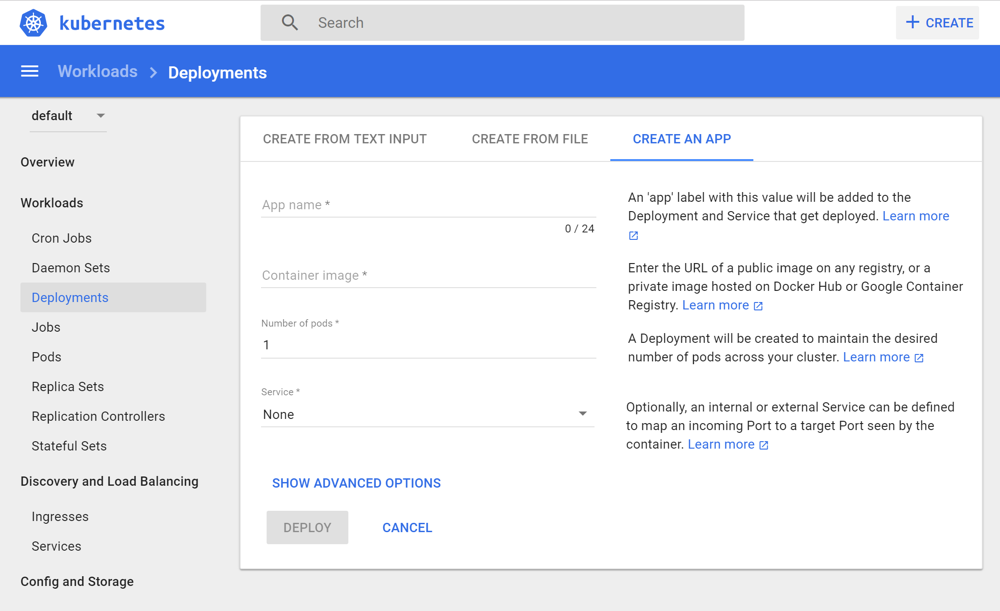 kubernetes
Search
+ CREATE
Workloads > Deployments
default
Overview
Workloads
Cron Jobs
Daemon Sets
Deployments
Jobs
Pods
Replica Sets
Replication Controllers
Stateful Sets
Discovery and Load Balancing
Ingresses
Services
Config and Storage
CREATE FROM TEXT INPUT
CREATE FROM FILE
CREATE AN APP
App name *
0 / 24
An 'app' label with this value will be added to the
Deployment and Service that get deployed. Learn more
Container image *
Enter the URL of a public image on any registry, or a
private image hosted on Docker Hub or Google Container
Registry. Learn more
Number of pods *
1
A Deployment will be created to maintain the desired
number of pods across your cluster. Learn more
Service *
None
Optionally, an internal or external Service can be defined
to map an incoming Port to a target Port seen by the
container. Learn more
SHOW ADVANCED OPTIONS
DEPLOY
CANCEL